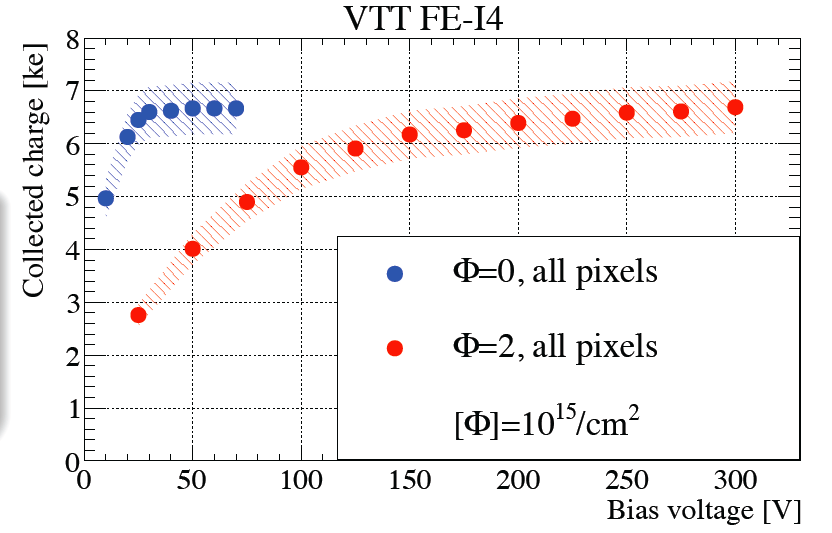 VTT FE-I4
Collected charge [ke]
8
7
6
5
4
3
2
1
0
0 50 100 150 200 250 300
Bias voltage [V]
Φ=0, all pixels
Φ=2, all pixels
[Φ]=10¹⁵/cm²